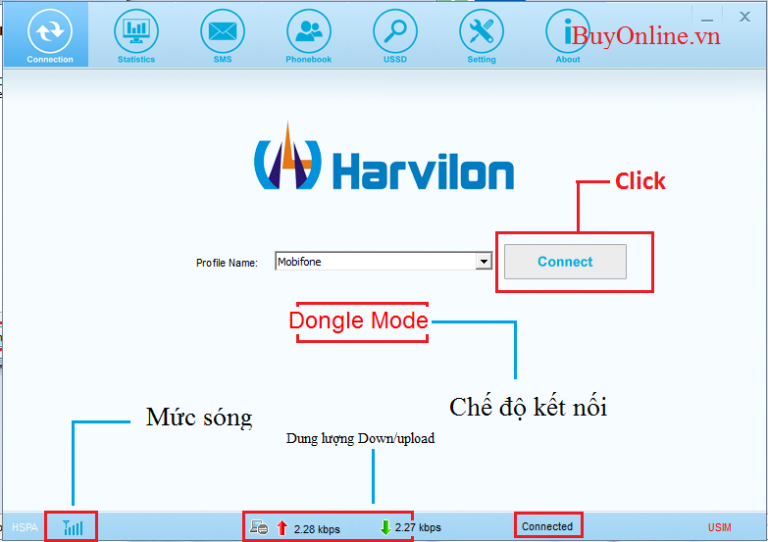 iBuyOnline.vn
Connection
Statistics
SMS
Phonebook
USSD
Setting
About
Harvilon
Click
Profile Name:
Mobifone
Connect
Dongle Mode
Mức sóng
Chế độ kết nối
Dung lượng Down/upload
HSPA
2.28 kbps
2.27 kbps
Connected
USIM